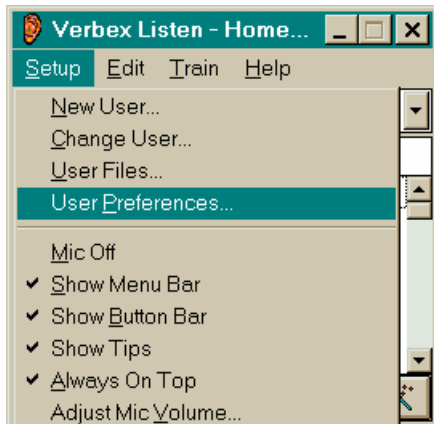 Verbex Listen - Home...
Setup Edit Train Help
New User...
Change User...
User Files...
User Preferences...
Mic Off
✔ Show Menu Bar
✔ Show Button Bar
✔ Show Tips
✔ Always On Top
Adjust Mic Volume...